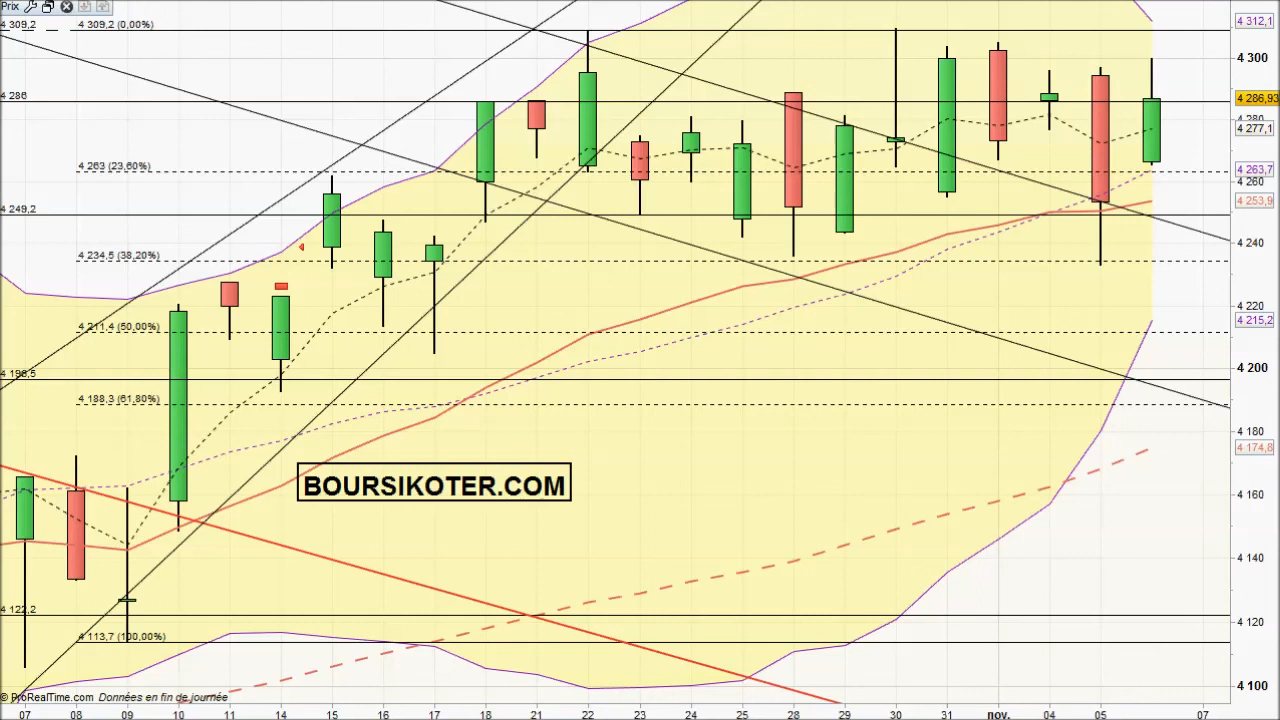 Prix
4 309,2
4 309,2 (0,00%)
4 286
4 263 (23,60%)
4 249,2
4 234,5 (38,20%)
4 211,4 (50,00%)
4 196,5
4 188,3 (61,80%)
4 122,2
4 113,7 (100,00%)
BOURSIKOTER.COM
© ProRealTime.com Données en fin de journée
4 312,1
4 300
4 286,93
4 280
4 277,1
4 263,7
4 260
4 253,9
4 240
4 220
4 215,2
4 200
4 180
4 174,8
4 160
4 140
4 120
4 100
07 08 09 10 11 14 15 16 17 18 21 22 23 24 25 28 29 30 31 nov. 04 05 07